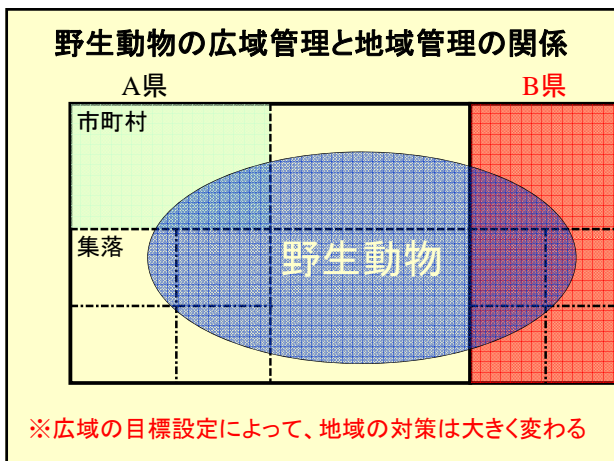 野生動物の広域管理と地域管理の関係
A県
B県
市町村
集落
野生動物
※広域の目標設定によって、地域の対策は大きく変わる